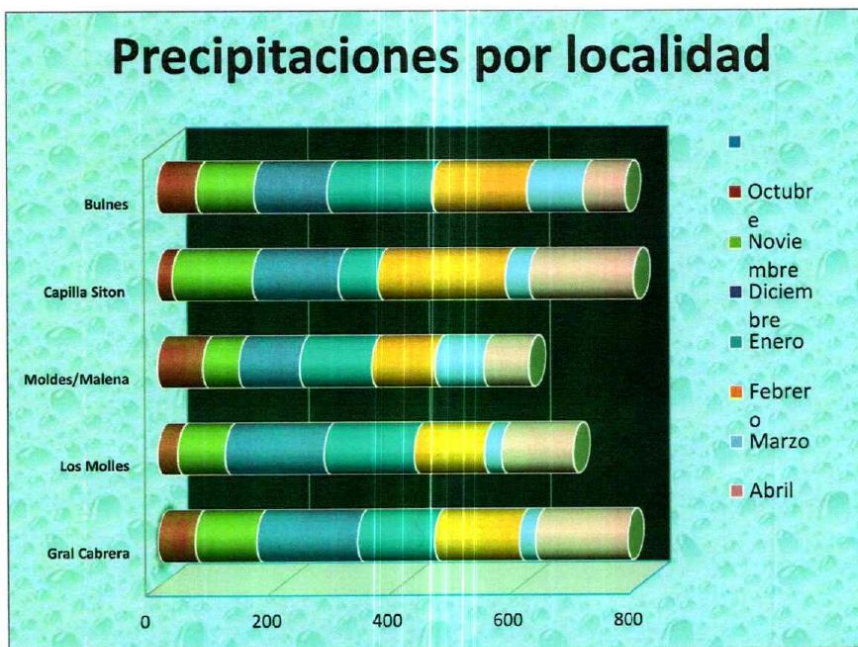 Precipitaciones por localidad
Bulnes
Capilla Siton
Moldes/Malena
Los Molles
Gral Cabrera
0 200 400 600 800
Octubr
e
Novie
mbre
Diciem
bre
Enero
Febrer
o
Marzo
Abril